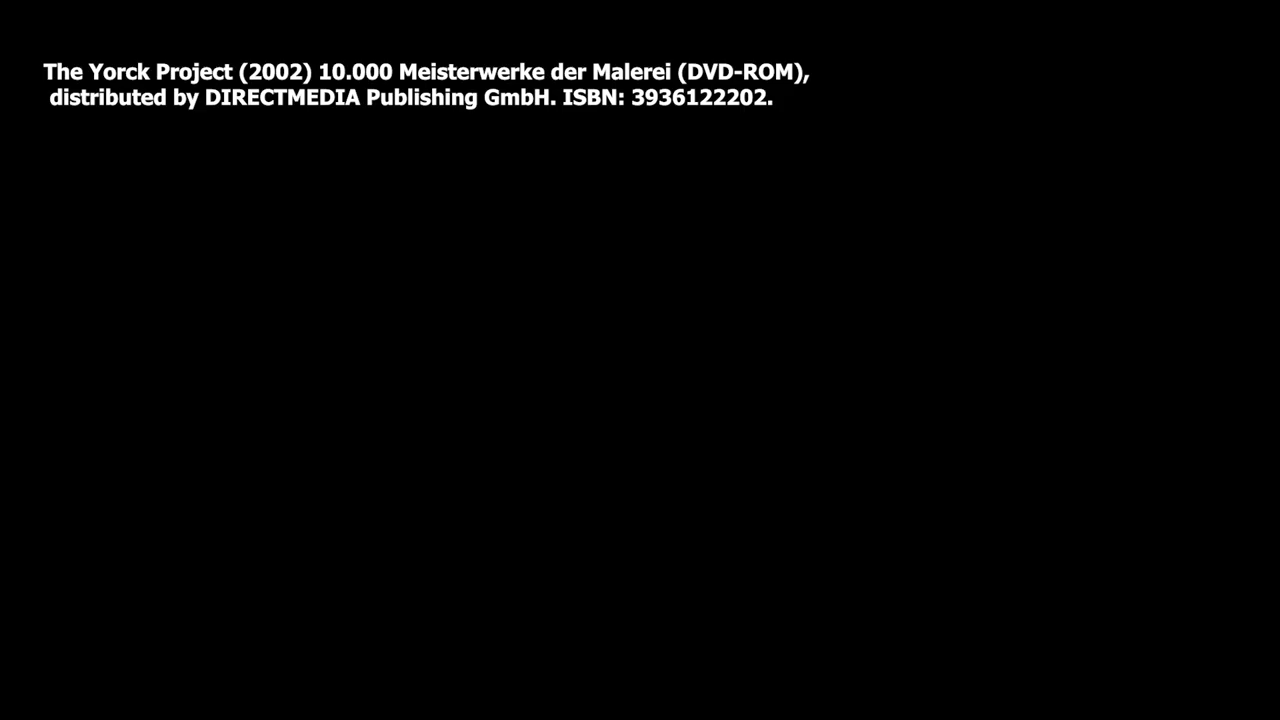 The Yorck Project (2002) 10.000 Meisterwerke der Malerei (DVD-ROM),
distributed by DIRECTMEDIA Publishing GmbH. ISBN: 3936122202.